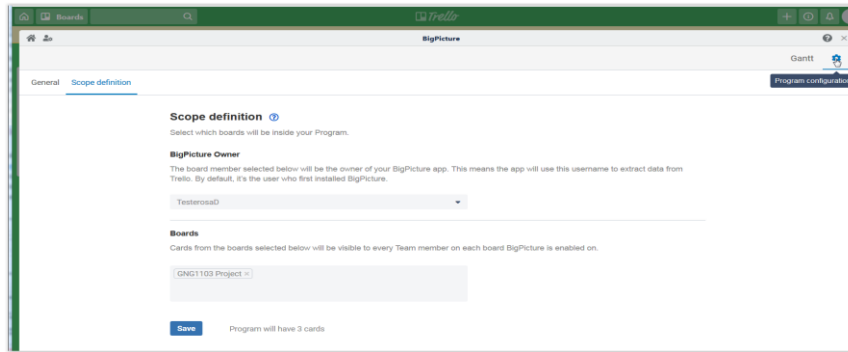 Boards
Trello
BigPicture
Gantt
General Scope definition
Program configuration
Scope definition
Select which boards will be inside your Program.
BigPicture Owner
The board member selected below will be the owner of your BigPicture app. This means the app will use this username to extract data from
Trello. By default, it's the user who first installed BigPicture.
TesterosaD
Boards
Cards from the boards selected below will be visible to every Team member on each board BigPicture is enabled on.
GNG1103 Project ×
Save Program will have 3 cards